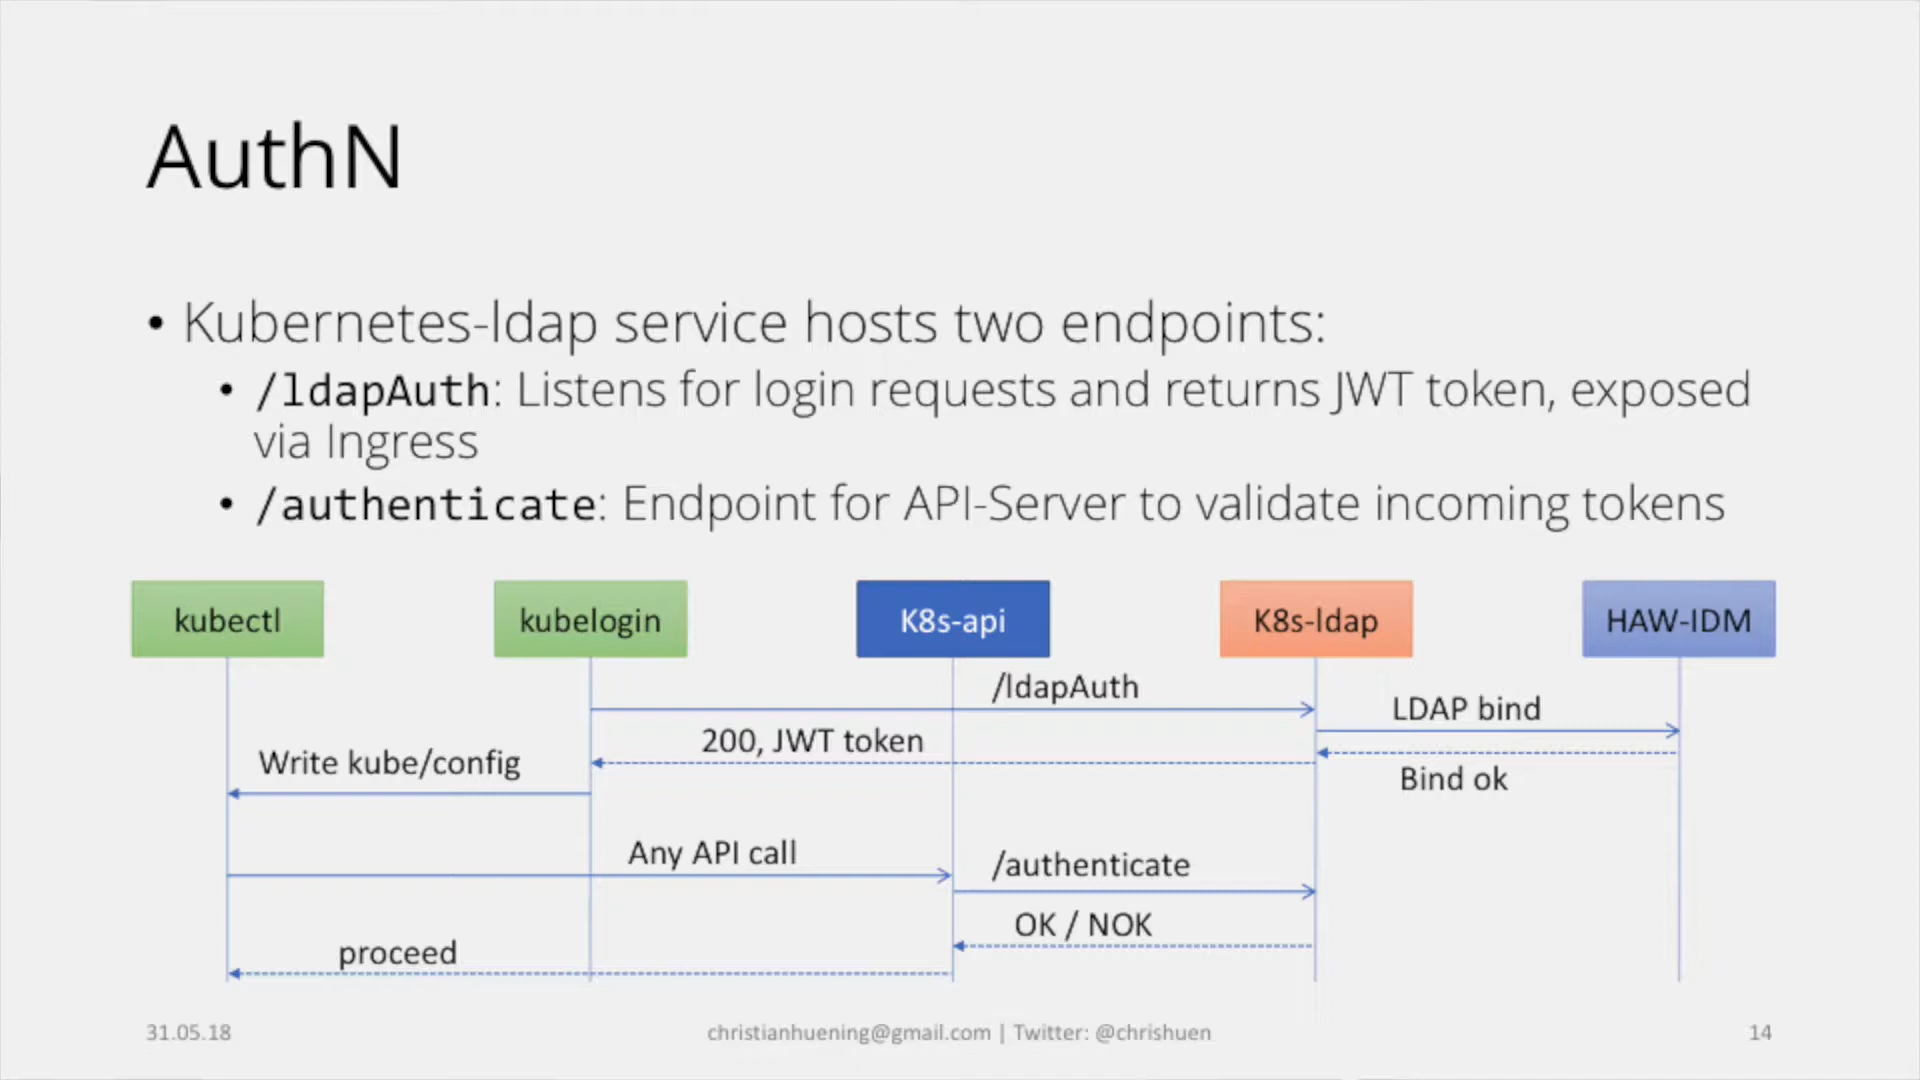 AuthN
• Kubernetes-ldap service hosts two endpoints:
• /ldapAuth: Listens for login requests and returns JWT token, exposed
via Ingress
• /authenticate: Endpoint for API-Server to validate incoming tokens
kubectl
kubelogin
K8s-api
K8s-ldap
HAW-IDM
/ldapAuth
LDAP bind
200, JWT token
Write kube/config
Bind ok
Any API call
/authenticate
OK / NOK
proceed
31.05.18
christianhuening@gmail.com | Twitter: @chrishuen
14